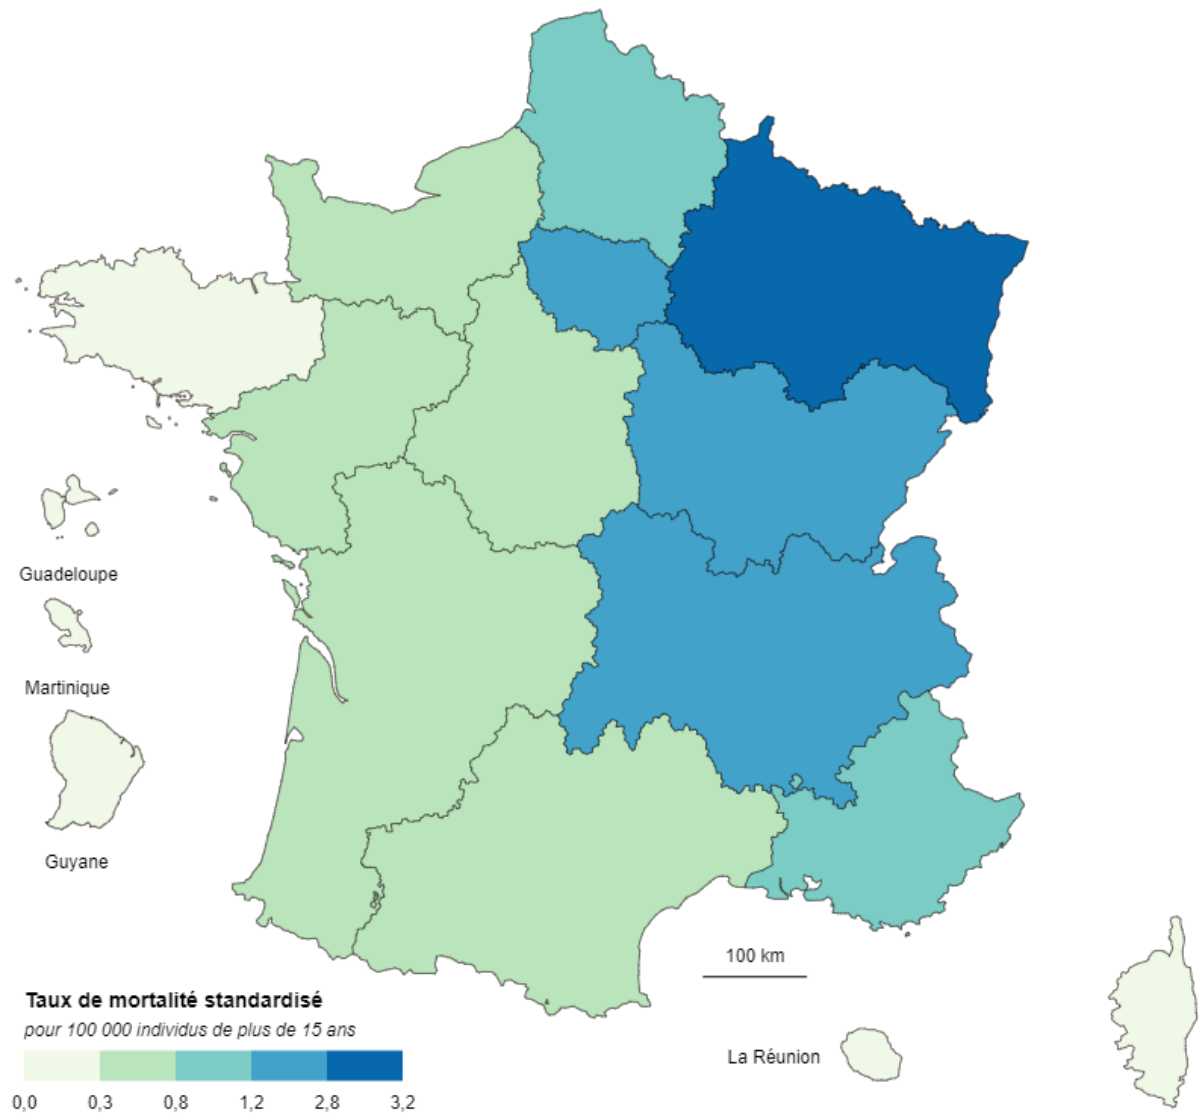 Guadeloupe
Martinique
Guyane
100 km
Taux de mortalité standardisé
pour 100 000 individus de plus de 15 ans
La Réunion
0,0 0,3 0,8 1,2 2,8 3,2